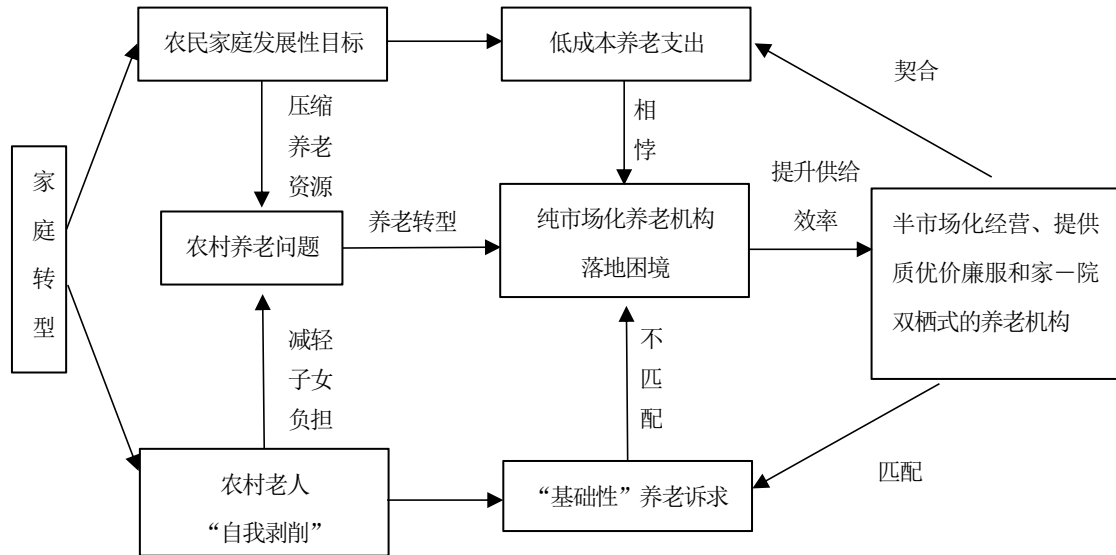 农民家庭发展性目标
低成本养老支出
契合
压缩
养老
资源
相
悖
家
庭
转
型
提升供给
效率
农村养老问题
养老转型
纯市场化养老机构
落地困境
半市场化经营、提供
质优价廉服和家－院
双栖式的养老机构
减轻
子女
负担
不
匹
配
匹配
农村老人
“自我剥削”
“基础性”养老诉求